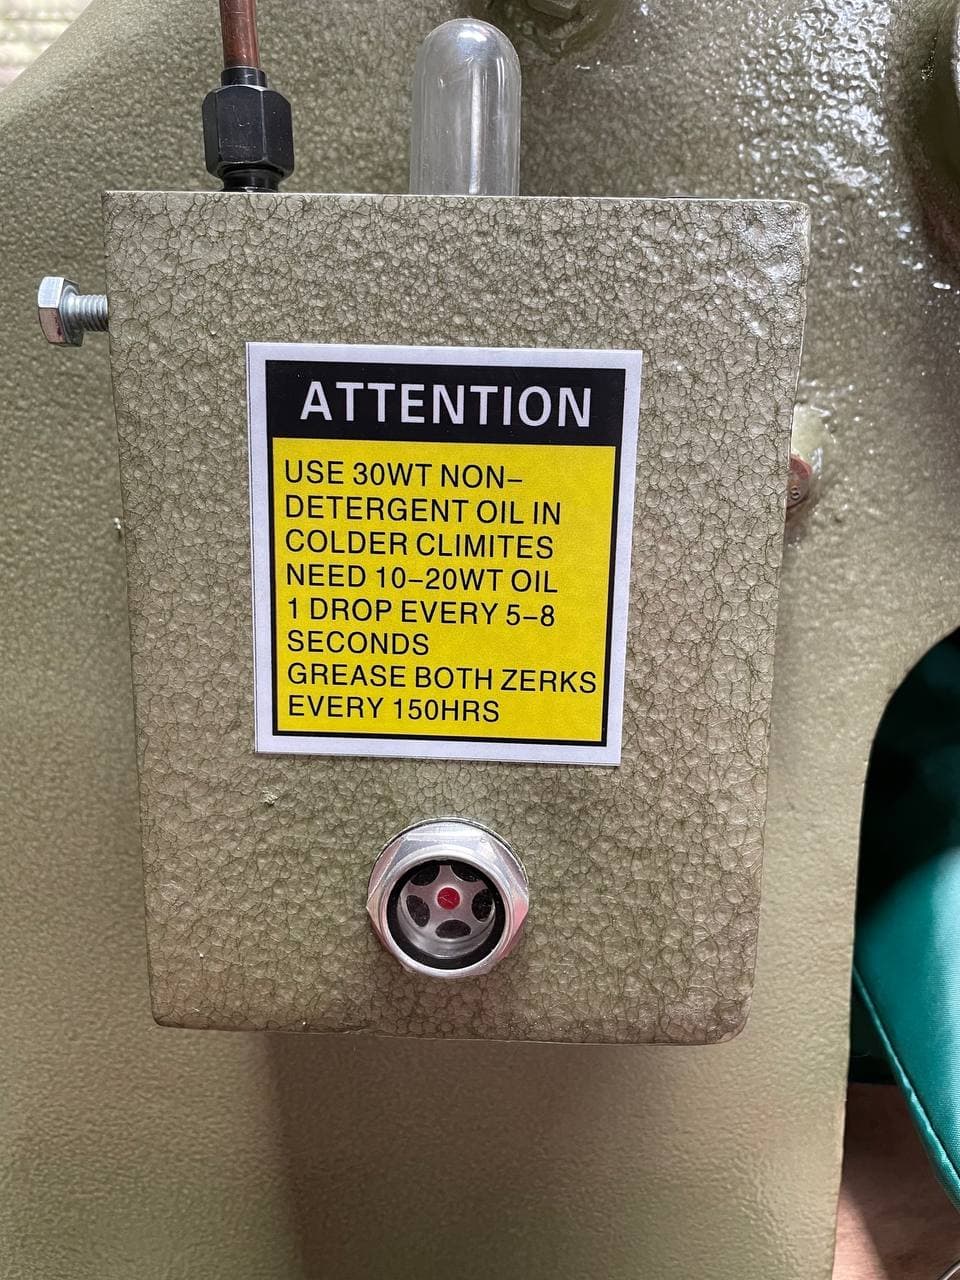 ATTENTION
USE 30WT NON-
DETERGENT OIL IN
COLDER CLIMITES
NEED 10-20WT OIL
1 DROP EVERY 5-8
SECONDS
GREASE BOTH ZERKS
EVERY 150HRS